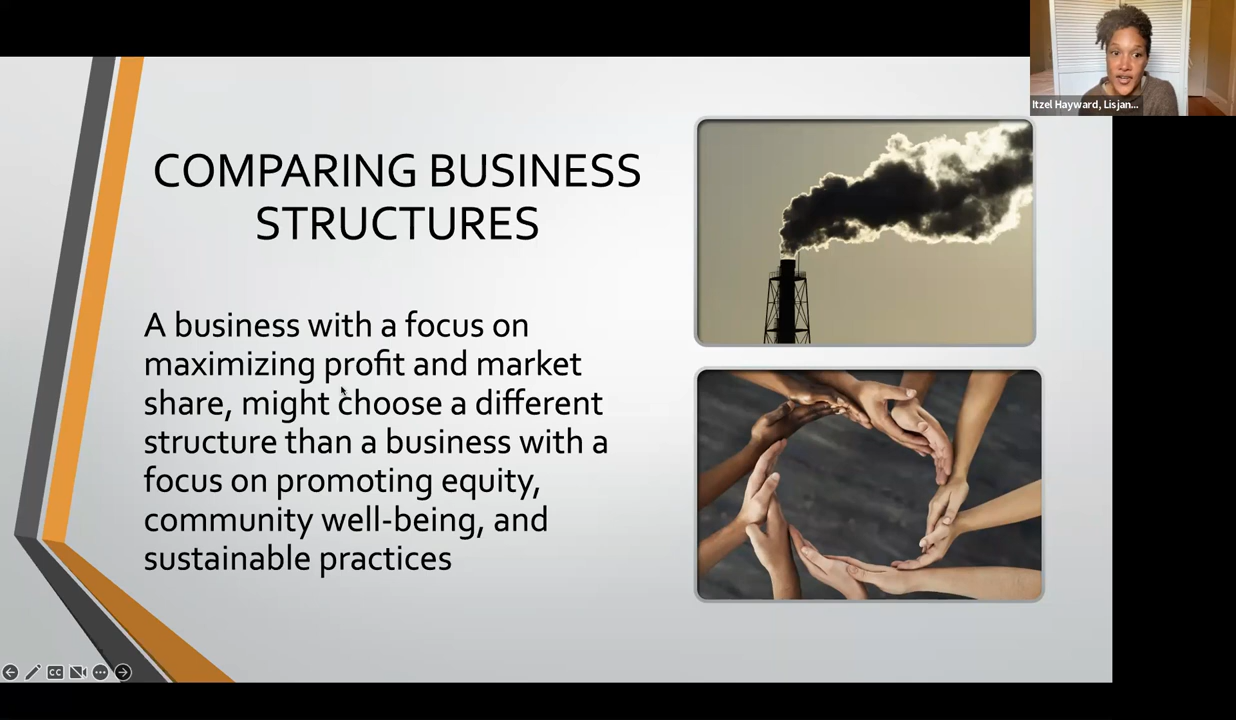 COMPARING BUSINESS
STRUCTURES
A business with a focus on
maximizing profit and market
share, might choose a different
structure than a business with a
focus on promoting equity,
community well-being, and
sustainable practices
Itzel Hayward, Lisjan...
CC